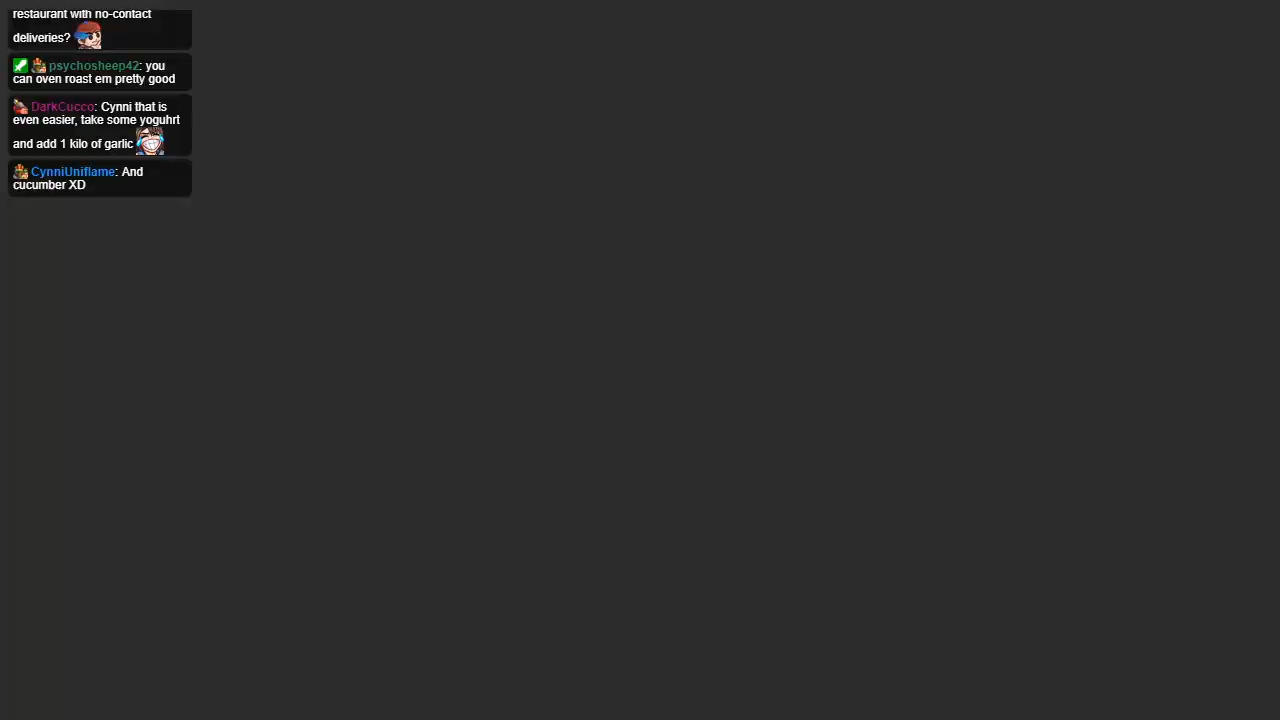 restaurant with no-contact
deliveries?
psychosheep42: you
can oven roast em pretty good
DarkCucco: Cynni that is
even easier, take some yoguhrt
and add 1 kilo of garlic
CynniUniflame: And
cucumber XD